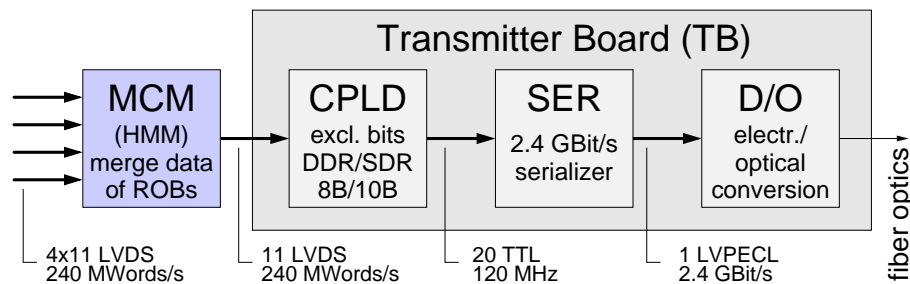 Transmitter Board (TB)
MCM
(HMM)
merge data
of ROBs
CPLD
excl. bits
DDR/SDR
8B/10B
SER
2.4 GBit/s
serializer
D/O
electr./
optical
conversion
fiber optics
4x11 LVDS
240 MWords/s
11 LVDS
240 MWords/s
20 TTL
120 MHz
1 LVPECL
2.4 GBit/s